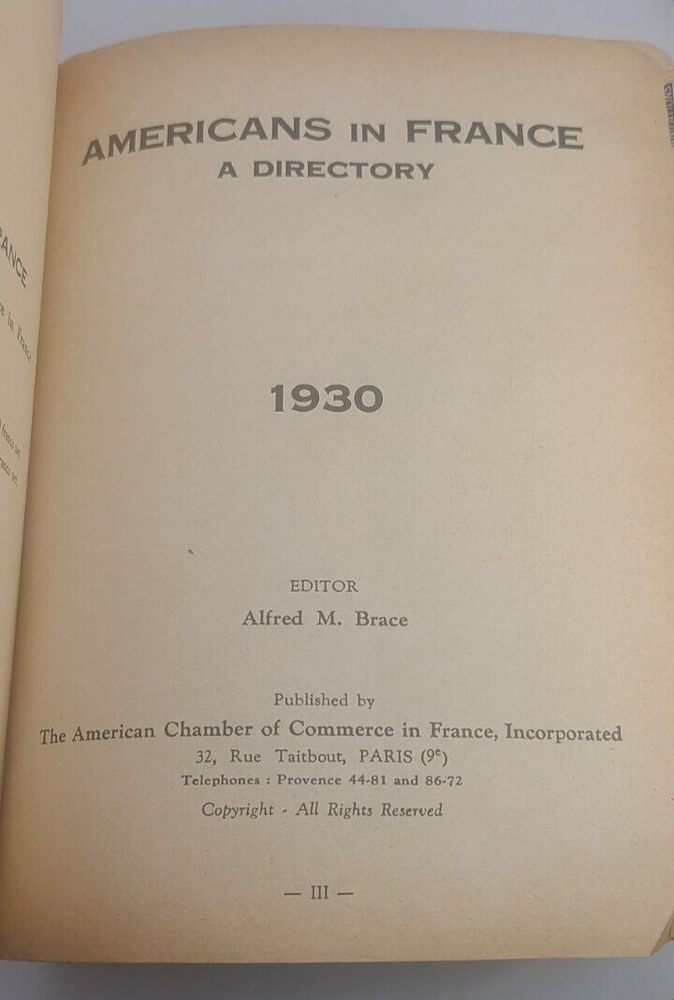 AMERICANS IN FRANCE
A DIRECTORY
1930
EDITOR
Alfred M. Brace
Published by
The American Chamber of Commerce in France, Incorporated
32, Rue Taitbout, PARIS (9e)
Telephones : Provence 44-81 and 86-72
Copyright - All Rights Reserved
— III —